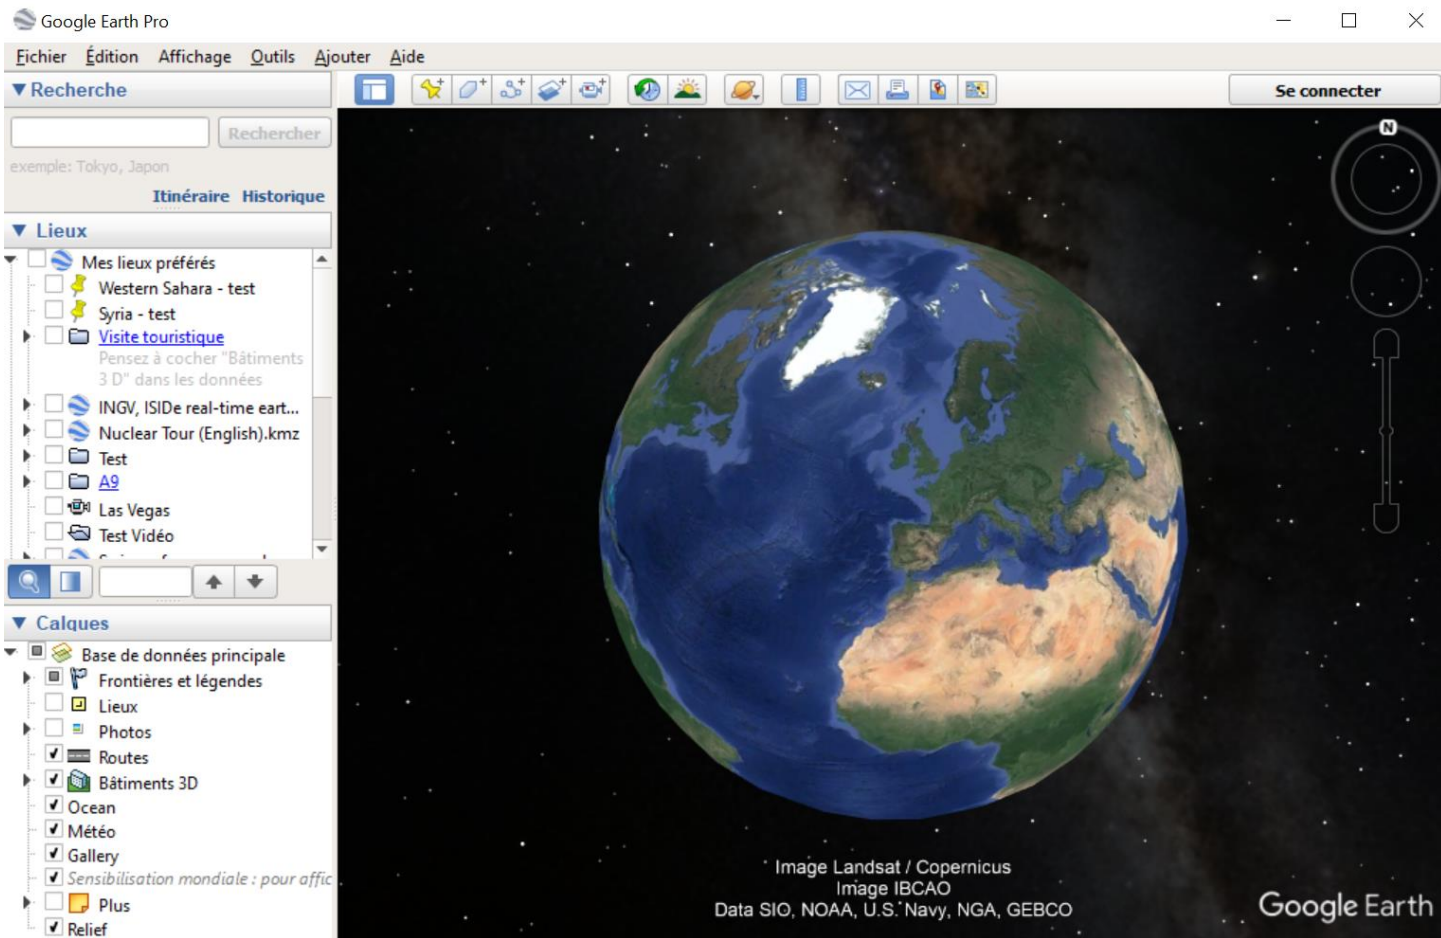 Google Earth Pro
Fichier Édition Affichage Outils Ajouter Aide
Recherche
Se connecter
Rechercher
exemple: Tokyo, Japon
Itinéraire Historique
Lieux
Mes lieux préférés
Western Sahara - test
Syria - test
Visite touristique
Pensez à cocher "Bâtiments
3 D" dans les données
INGV, ISIDe real-time eart...
Nuclear Tour (English).kmz
Test
A9
Las Vegas
Test Vidéo
Calques
Base de données principale
Frontières et légendes
Lieux
Photos
Routes
Bâtiments 3D
Ocean
Météo
Gallery
Sensibilisation mondiale : pour affic
Plus
Relief
N
Image Landsat / Copernicus
Image IBCAO
Data SIO, NOAA, U.S. Navy, NGA, GEBCO
Google Earth